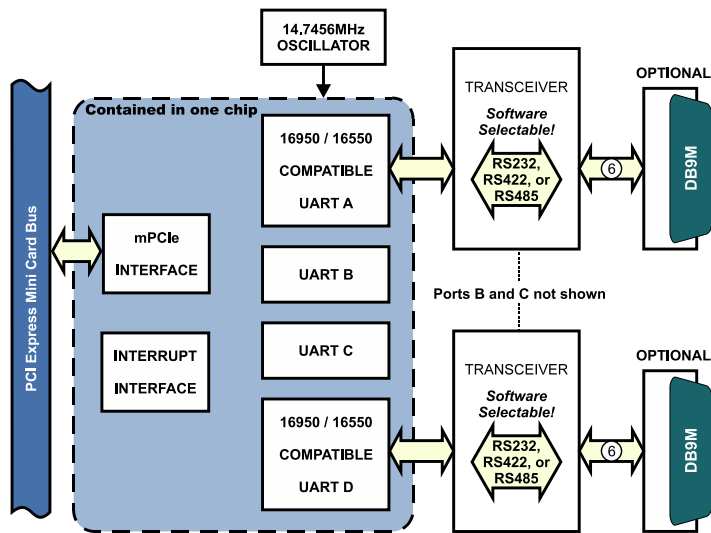 14.7456MHz
OSCILLATOR
PCI Express Mini Card Bus
Contained in one chip
mPCIe
INTERFACE
INTERRUPT
INTERFACE
16950 / 16550
COMPATIBLE
UART A
UART B
UART C
16950 / 16550
COMPATIBLE
UART D
TRANSCEIVER
Software
Selectable!
RS232,
RS422, or
RS485
6
OPTIONAL
DB9M
Ports B and C not shown
TRANSCEIVER
Software
Selectable!
RS232,
RS422, or
RS485
6
OPTIONAL
DB9M